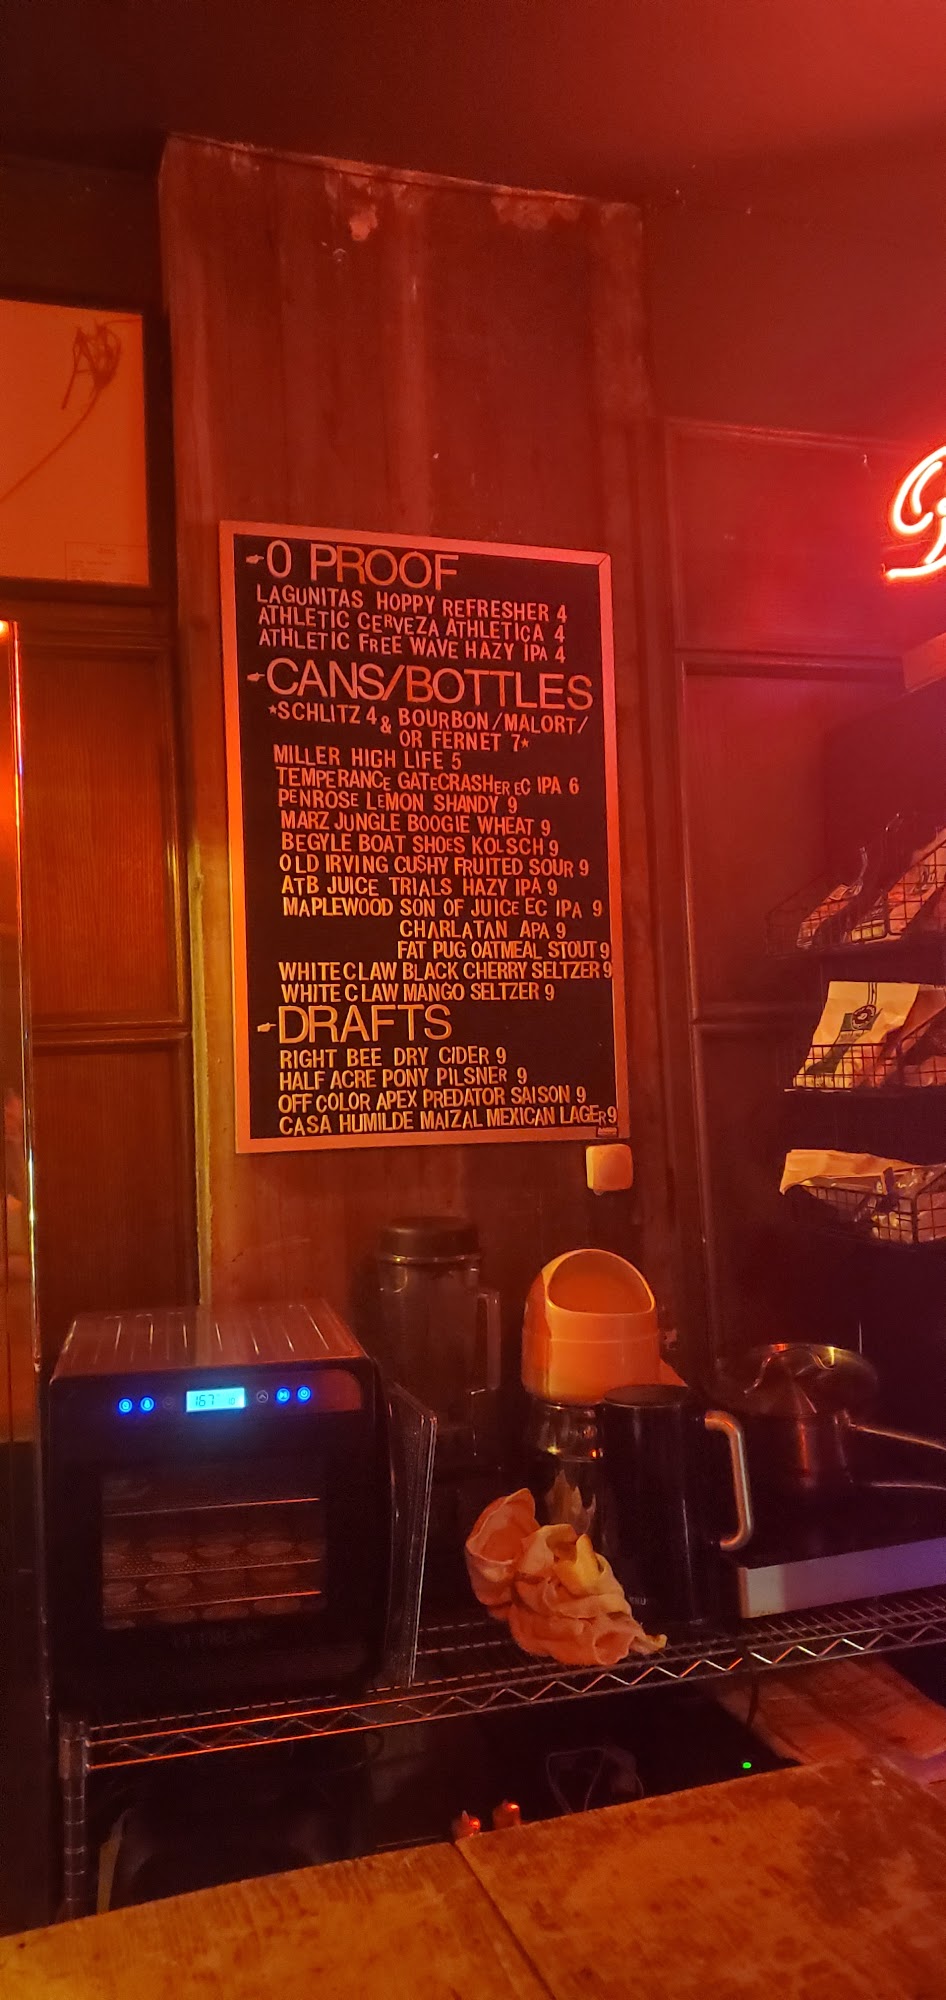 0 PROOF
LAGUNITAS HOPPY REFRESHER 4
ATHLETIC CERVEZA ATHLETICA 4
ATHLETIC FREE WAVE HAZY IPA 4
CANS/BOTTLES
*SCHLITZ 4 & BOURBON/MALORT/
OR FERNET 7*
MILLER HIGH LIFE 5
TEMPERANCE GATECRASHER EC IPA 6
PENROSE LEMON SHANDY 9
MARZ JUNGLE BOOGIE WHEAT 9
BEGYLE BOAT SHOES KOLSCH 9
OLD IRVING CUSHY FRUITED SOUR 9
ATB JUICE TRIALS HAZY IPA 9
MAPLEWOOD SON OF JUICE EC IPA 9
CHARLATAN APA 9
FAT PUG OATMEAL STOUT 9
WHITE CLAW BLACK CHERRY SELTZER 9
WHITE CLAW MANGO SELTZER 9
DRAFTS
RIGHT BEE DRY CIDER 9
HALF ACRE PONY PILSNER 9
OFF COLOR APEX PREDATOR SAISON 9
CASA HUMILDE MAIZAL MEXICAN LAGER 9
167